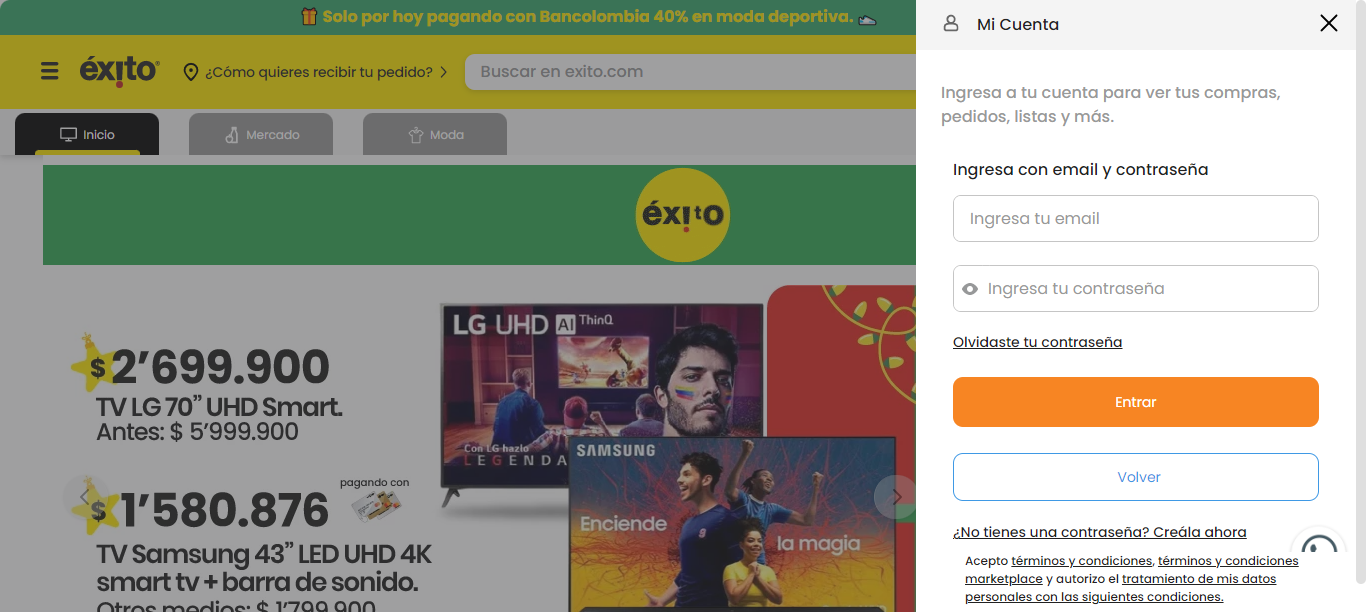 Solo por hoy pagando con Bancolombia 40% en moda deportiva.
éxito
¿Cómo quieres recibir tu pedido?
Buscar en exito.com
Inicio
Mercado
Moda
éxito
$ 2’699.900
TV LG 70” UHD Smart.
Antes: $ 5’999.900
$ 1’580.876
pagando con
TV Samsung 43” LED UHD 4K
smart tv + barra de sonido.
Otros medios: $ 1’799.900
LG UHD AI ThinQ
Con LG hazlo
LEGENDA
SAMSUNG
Enciende
la magia
Mi Cuenta
Ingresa a tu cuenta para ver tus compras,
pedidos, listas y más.
Ingresa con email y contraseña
Ingresa tu email
Ingresa tu contraseña
Olvidaste tu contraseña
Entrar
Volver
¿No tienes una contraseña? Creála ahora
Acepto términos y condiciones, términos y condiciones
marketplace y autorizo el tratamiento de mis datos
personales con las siguientes condiciones.